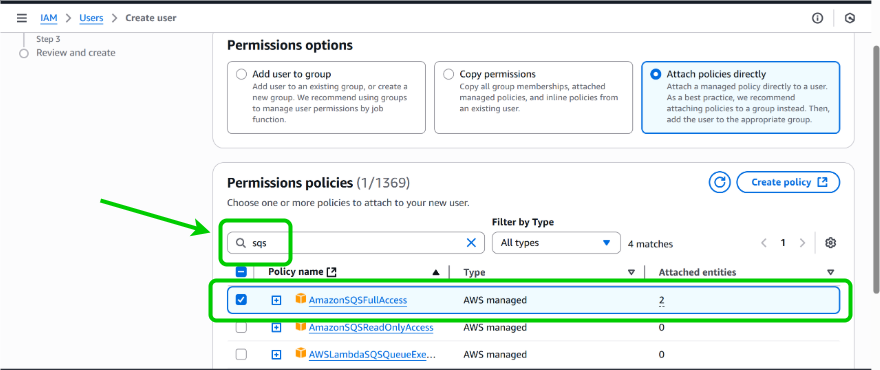 IAM > Users > Create user
Step 3
Review and create
Permissions options
Add user to group
Add user to an existing group, or create a
new group. We recommend using groups
to manage user permissions by job
function.
Copy permissions
Copy all group memberships, attached
managed policies, and inline policies from
an existing user.
Attach policies directly
Attach a managed policy directly to a user.
As a best practice, we recommend
attaching policies to a group instead. Then,
add the user to the appropriate group.
Permissions policies (1/1369)
Create policy
Choose one or more policies to attach to your new user.
Filter by Type
sqs
All types
4 matches
1
Policy name
Type
Attached entities
AmazonSQSFullAccess
AWS managed
2
AmazonSQSReadOnlyAccess
AWS managed
0
AWSLambdaSQSQueueExe...
AWS managed
0